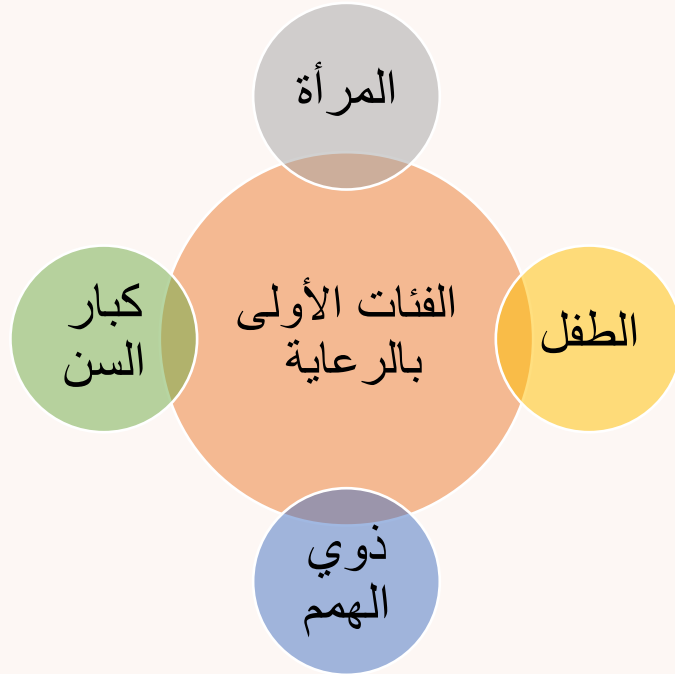 المرأة
الفئات الأولى
بالرعاية
الطفل
كبار
السن
ذوي
الهمم